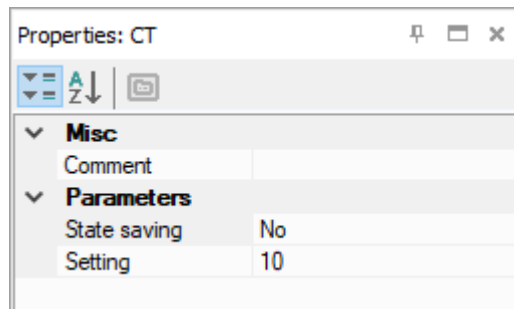 Properties: CT
A
Z
Misc
Comment
Parameters
State saving No
Setting 10